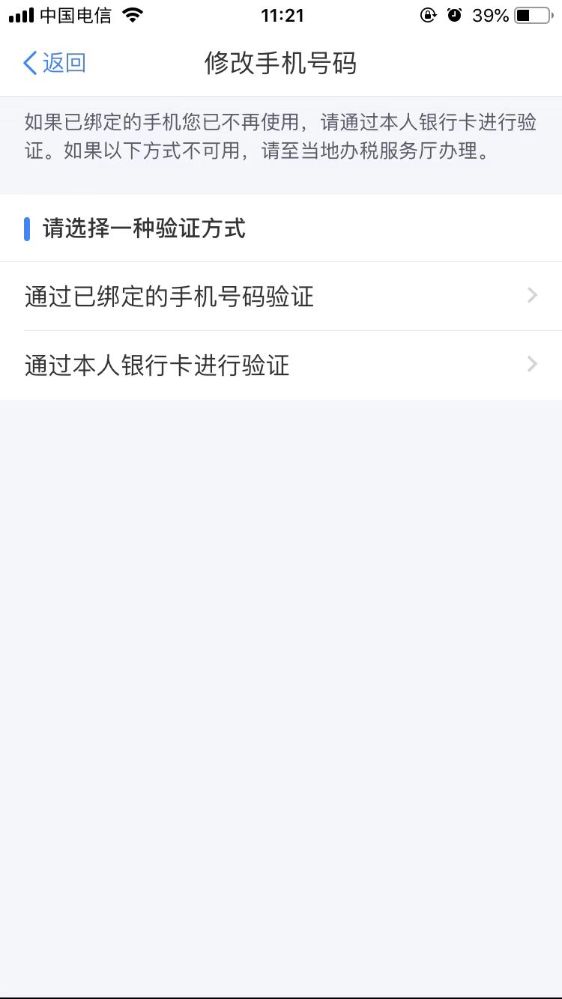 中国电信 11:21 39%
返回 修改手机号码
如果已绑定的手机您已不再使用，请通过本人银行卡进行验
证。如果以下方式不可用，请至当地办税服务厅办理。
请选择一种验证方式
通过已绑定的手机号码验证
通过本人银行卡进行验证